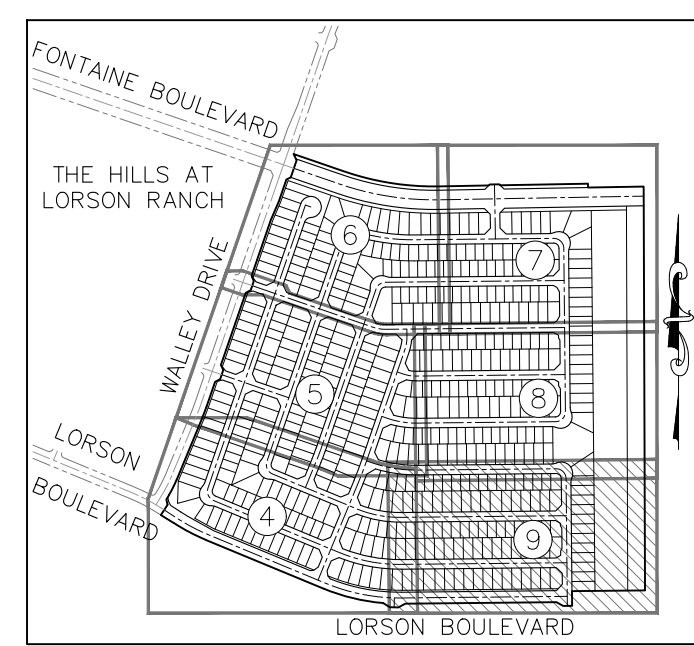 FONTAINE BOULEVARD
THE HILLS AT
LORSON RANCH
WALLEY DRIVE
6
7
5
8
LORSON
BOULEVARD
4
9
LORSON BOULEVARD